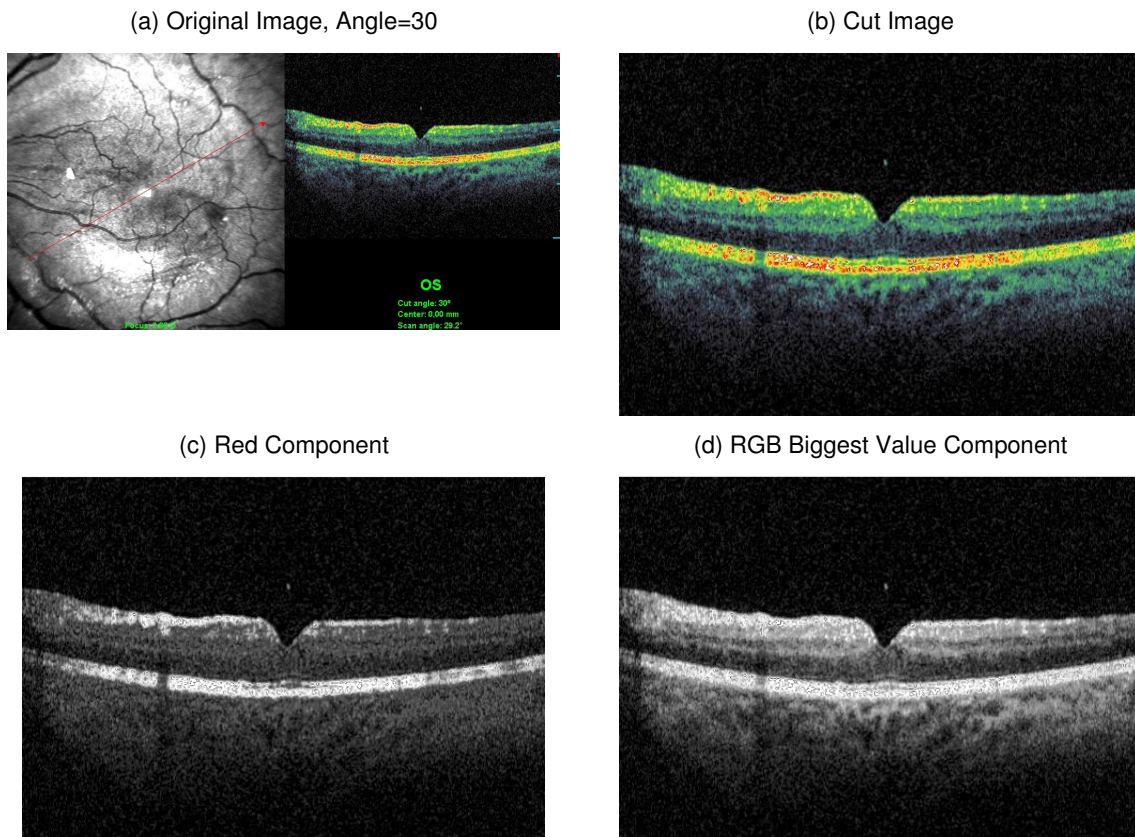 (a) Original Image, Angle=30
(b) Cut Image
OS
Cut angle: 30°
Center: 0,00 mm
Scan angle: 29.2°
(c) Red Component
(d) RGB Biggest Value Component